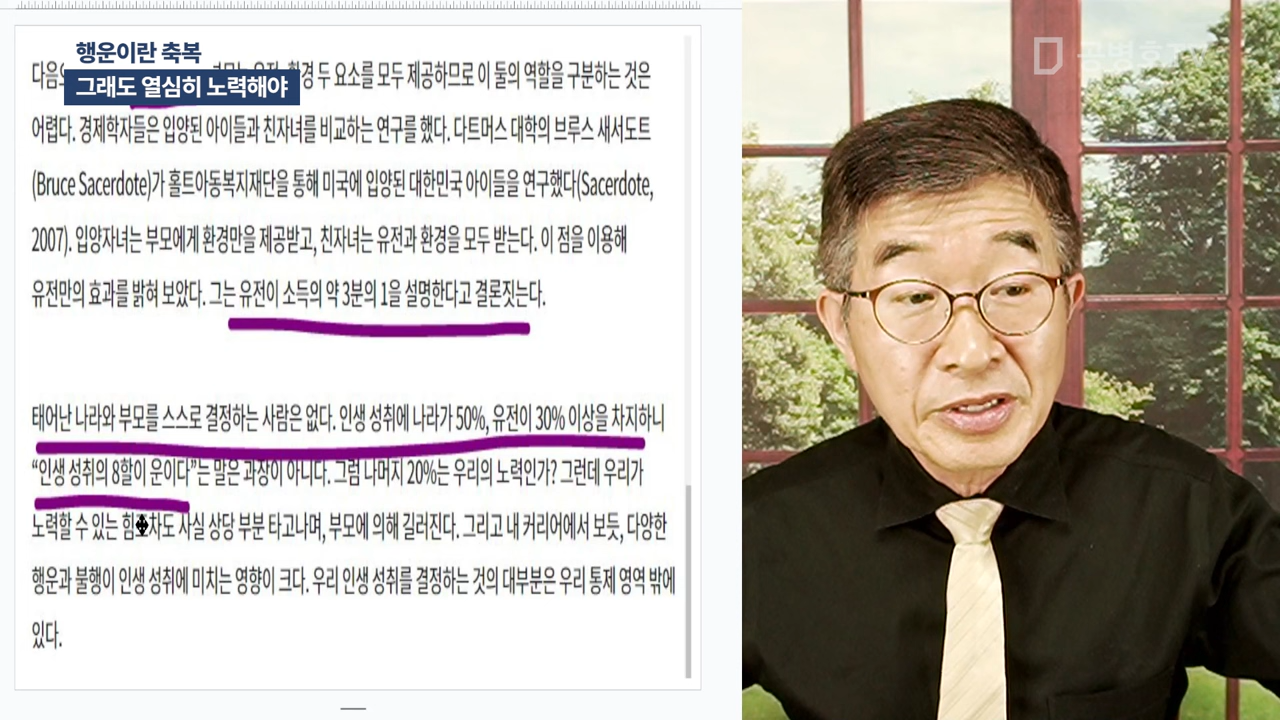 행운이란 축복
그래도 열심히 노력해야
두 요소를 모두 제공하므로 이 둘의 역할을 구분하는 것은
어렵다. 경제학자들은 입양된 아이들과 친자녀를 비교하는 연구를 했다. 다트머스 대학의 브루스 새서도트
(Bruce Sacerdote)가 홀트아동복지재단을 통해 미국에 입양된 대한민국 아이들을 연구했다(Sacerdote,
2007). 입양자녀는 부모에게 환경만을 제공받고, 친자녀는 유전과 환경을 모두 받는다. 이 점을 이용해
유전만의 효과를 밝혀 보았다. 그는 유전이 소득의 약 3분의 1을 설명한다고 결론짓는다.
태어난 나라와 부모를 스스로 결정하는 사람은 없다. 인생 성취에 나라가 50%, 유전이 30% 이상을 차지하니
“인생 성취의 8할이 운이다”는 말은 과장이 아니다. 그럼 나머지 20%는 우리의 노력인가? 그런데 우리가
노력할 수 있는 힘조차도 사실 상당 부분 타고나며, 부모에 의해 길러진다. 그리고 내 커리어에서 보듯, 다양한
행운과 불행이 인생 성취에 미치는 영향이 크다. 우리 인생 성취를 결정하는 것의 대부분은 우리 통제 영역 밖에
있다.
공병호